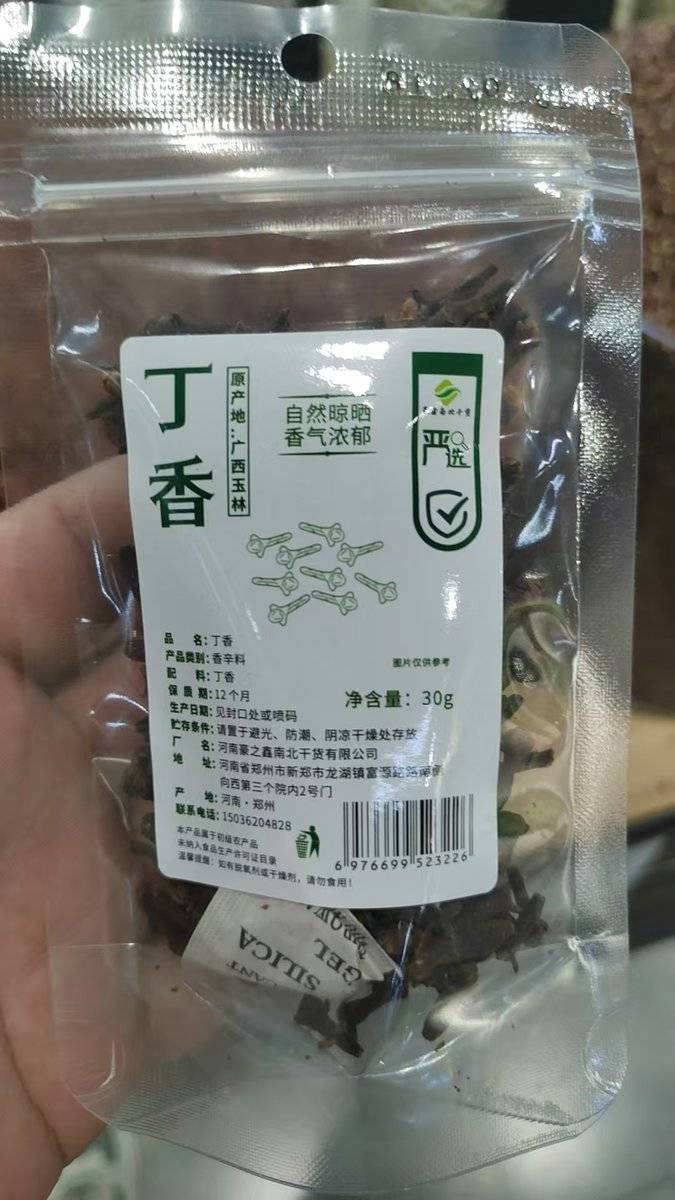 丁香
原产地:广西玉林
自然晾晒
香气浓郁
严选
图片仅供参考
品 名:丁香
产品类别:香辛料
配 料:丁香
保 质 期:12个月
净含量:30g
生产日期:见封口处或喷码
贮存条件:请置于避光、防潮、阴凉干燥处存放
厂 名:河南豪之鑫南北干货有限公司
地 址:河南省郑州市新郑市龙湖镇富源路路南侧
向西第三个院内2号门
产 地:河南·郑州
联系电话:15036204828
本产品属于初级农产品
未纳入食品生产许可证目录
温馨提醒:如有脱氧剂或干燥剂,请勿食用!
6 976699 523226
SILICA
GEL